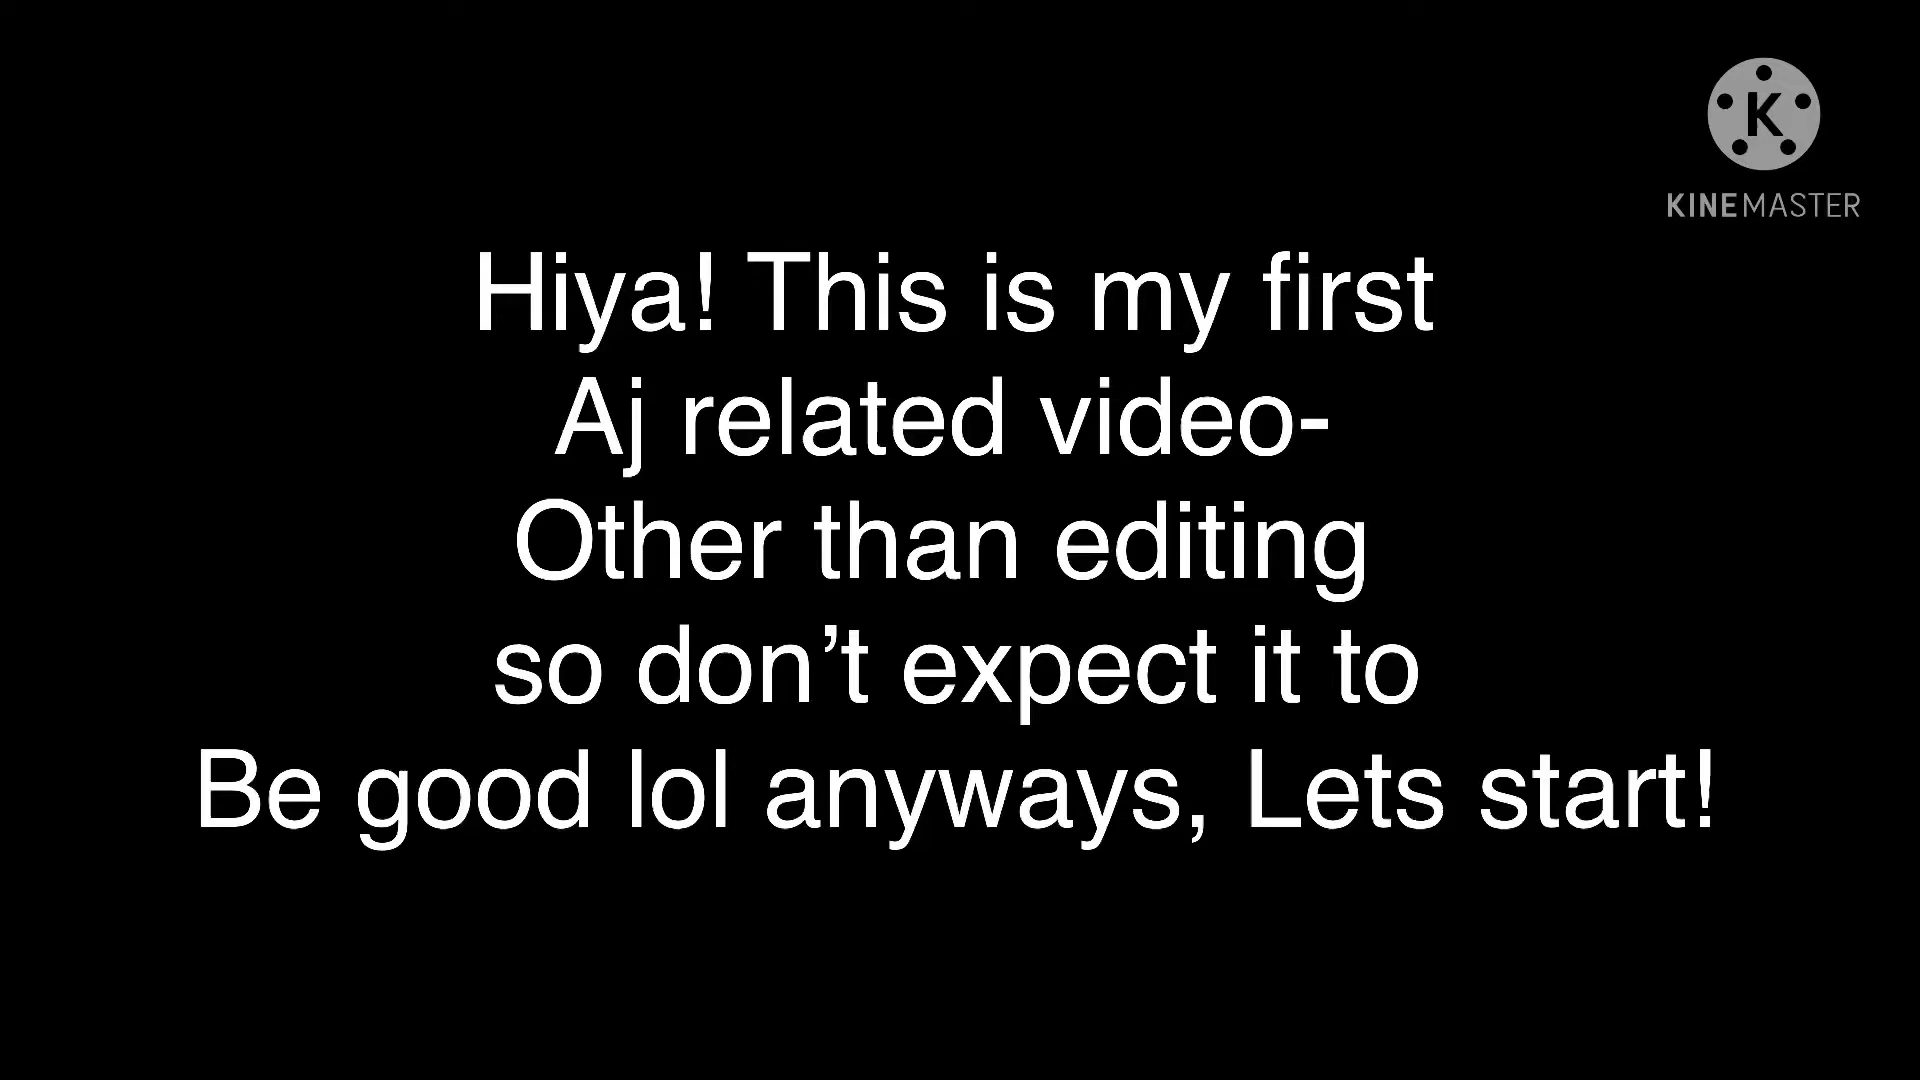 K
KINEMASTER
Hiya! This is my first
Aj related video-
Other than editing
so don’t expect it to
Be good lol anyways, Lets start!